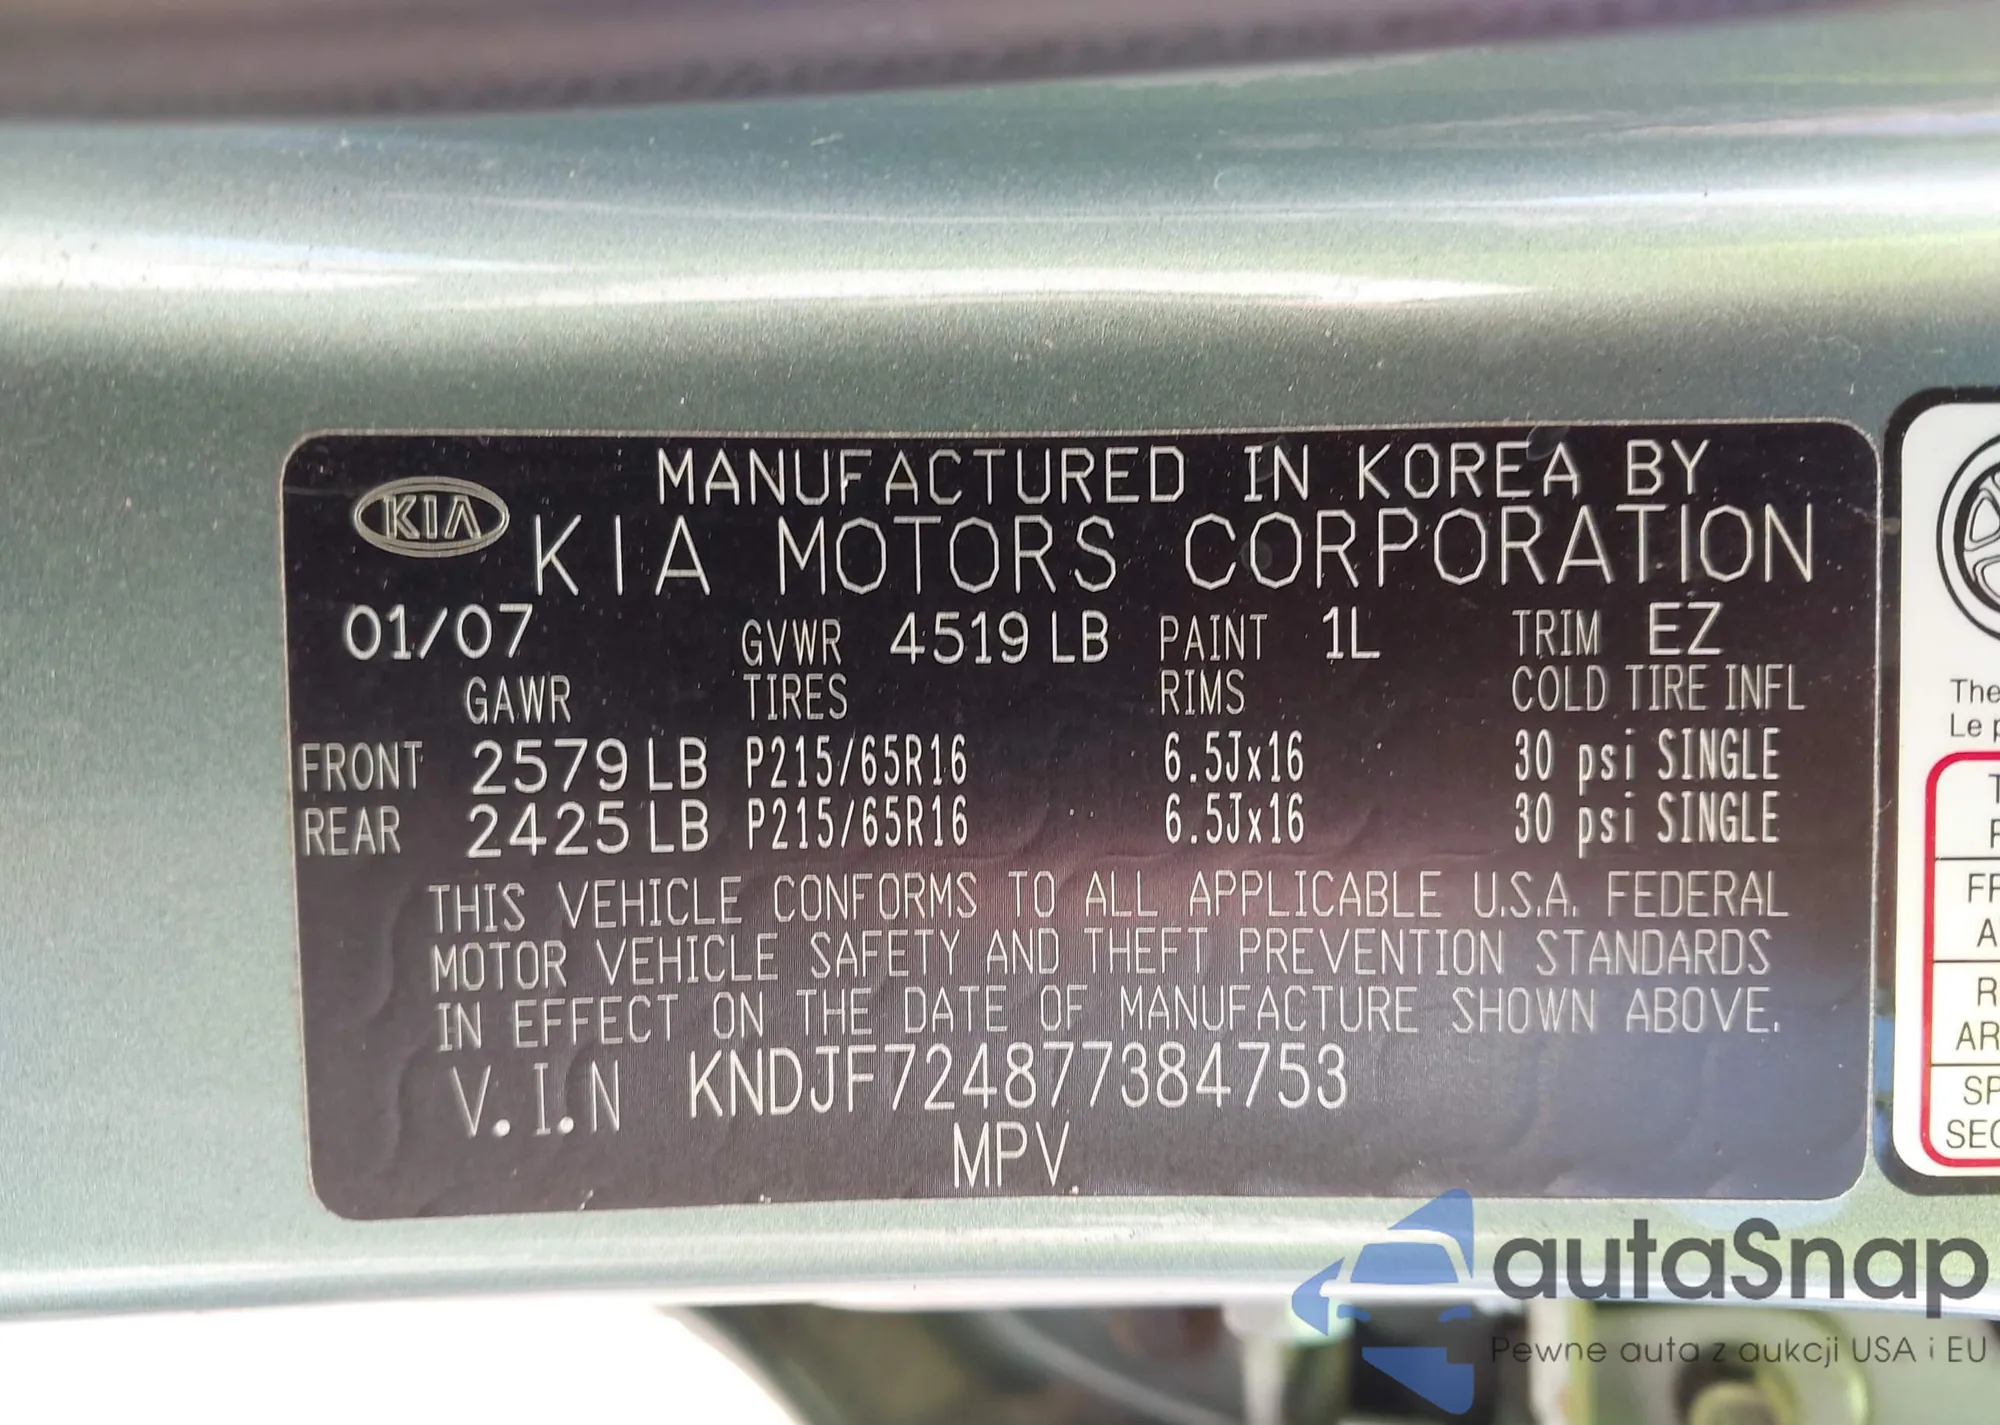 MANUFACTURED IN KOREA BY
KIA
KIA MOTORS CORPORATION
01/07 GVWR 4519 LB PAINT 1L TRIM EZ
GAWR TIRES RIMS COLD TIRE INFL
FRONT 2579 LB P215/65R16 6.5Jx16 30 psi SINGLE
REAR 2425 LB P215/65R16 6.5Jx16 30 psi SINGLE
THIS VEHICLE CONFORMS TO ALL APPLICABLE U.S.A. FEDERAL
MOTOR VEHICLE SAFETY AND THEFT PREVENTION STANDARDS
IN EFFECT ON THE DATE OF MANUFACTURE SHOWN ABOVE.
V.I.N KNDJF724877384753
MPV
The
Le
autaSnap
Pewne auta z aukcji USA i EU